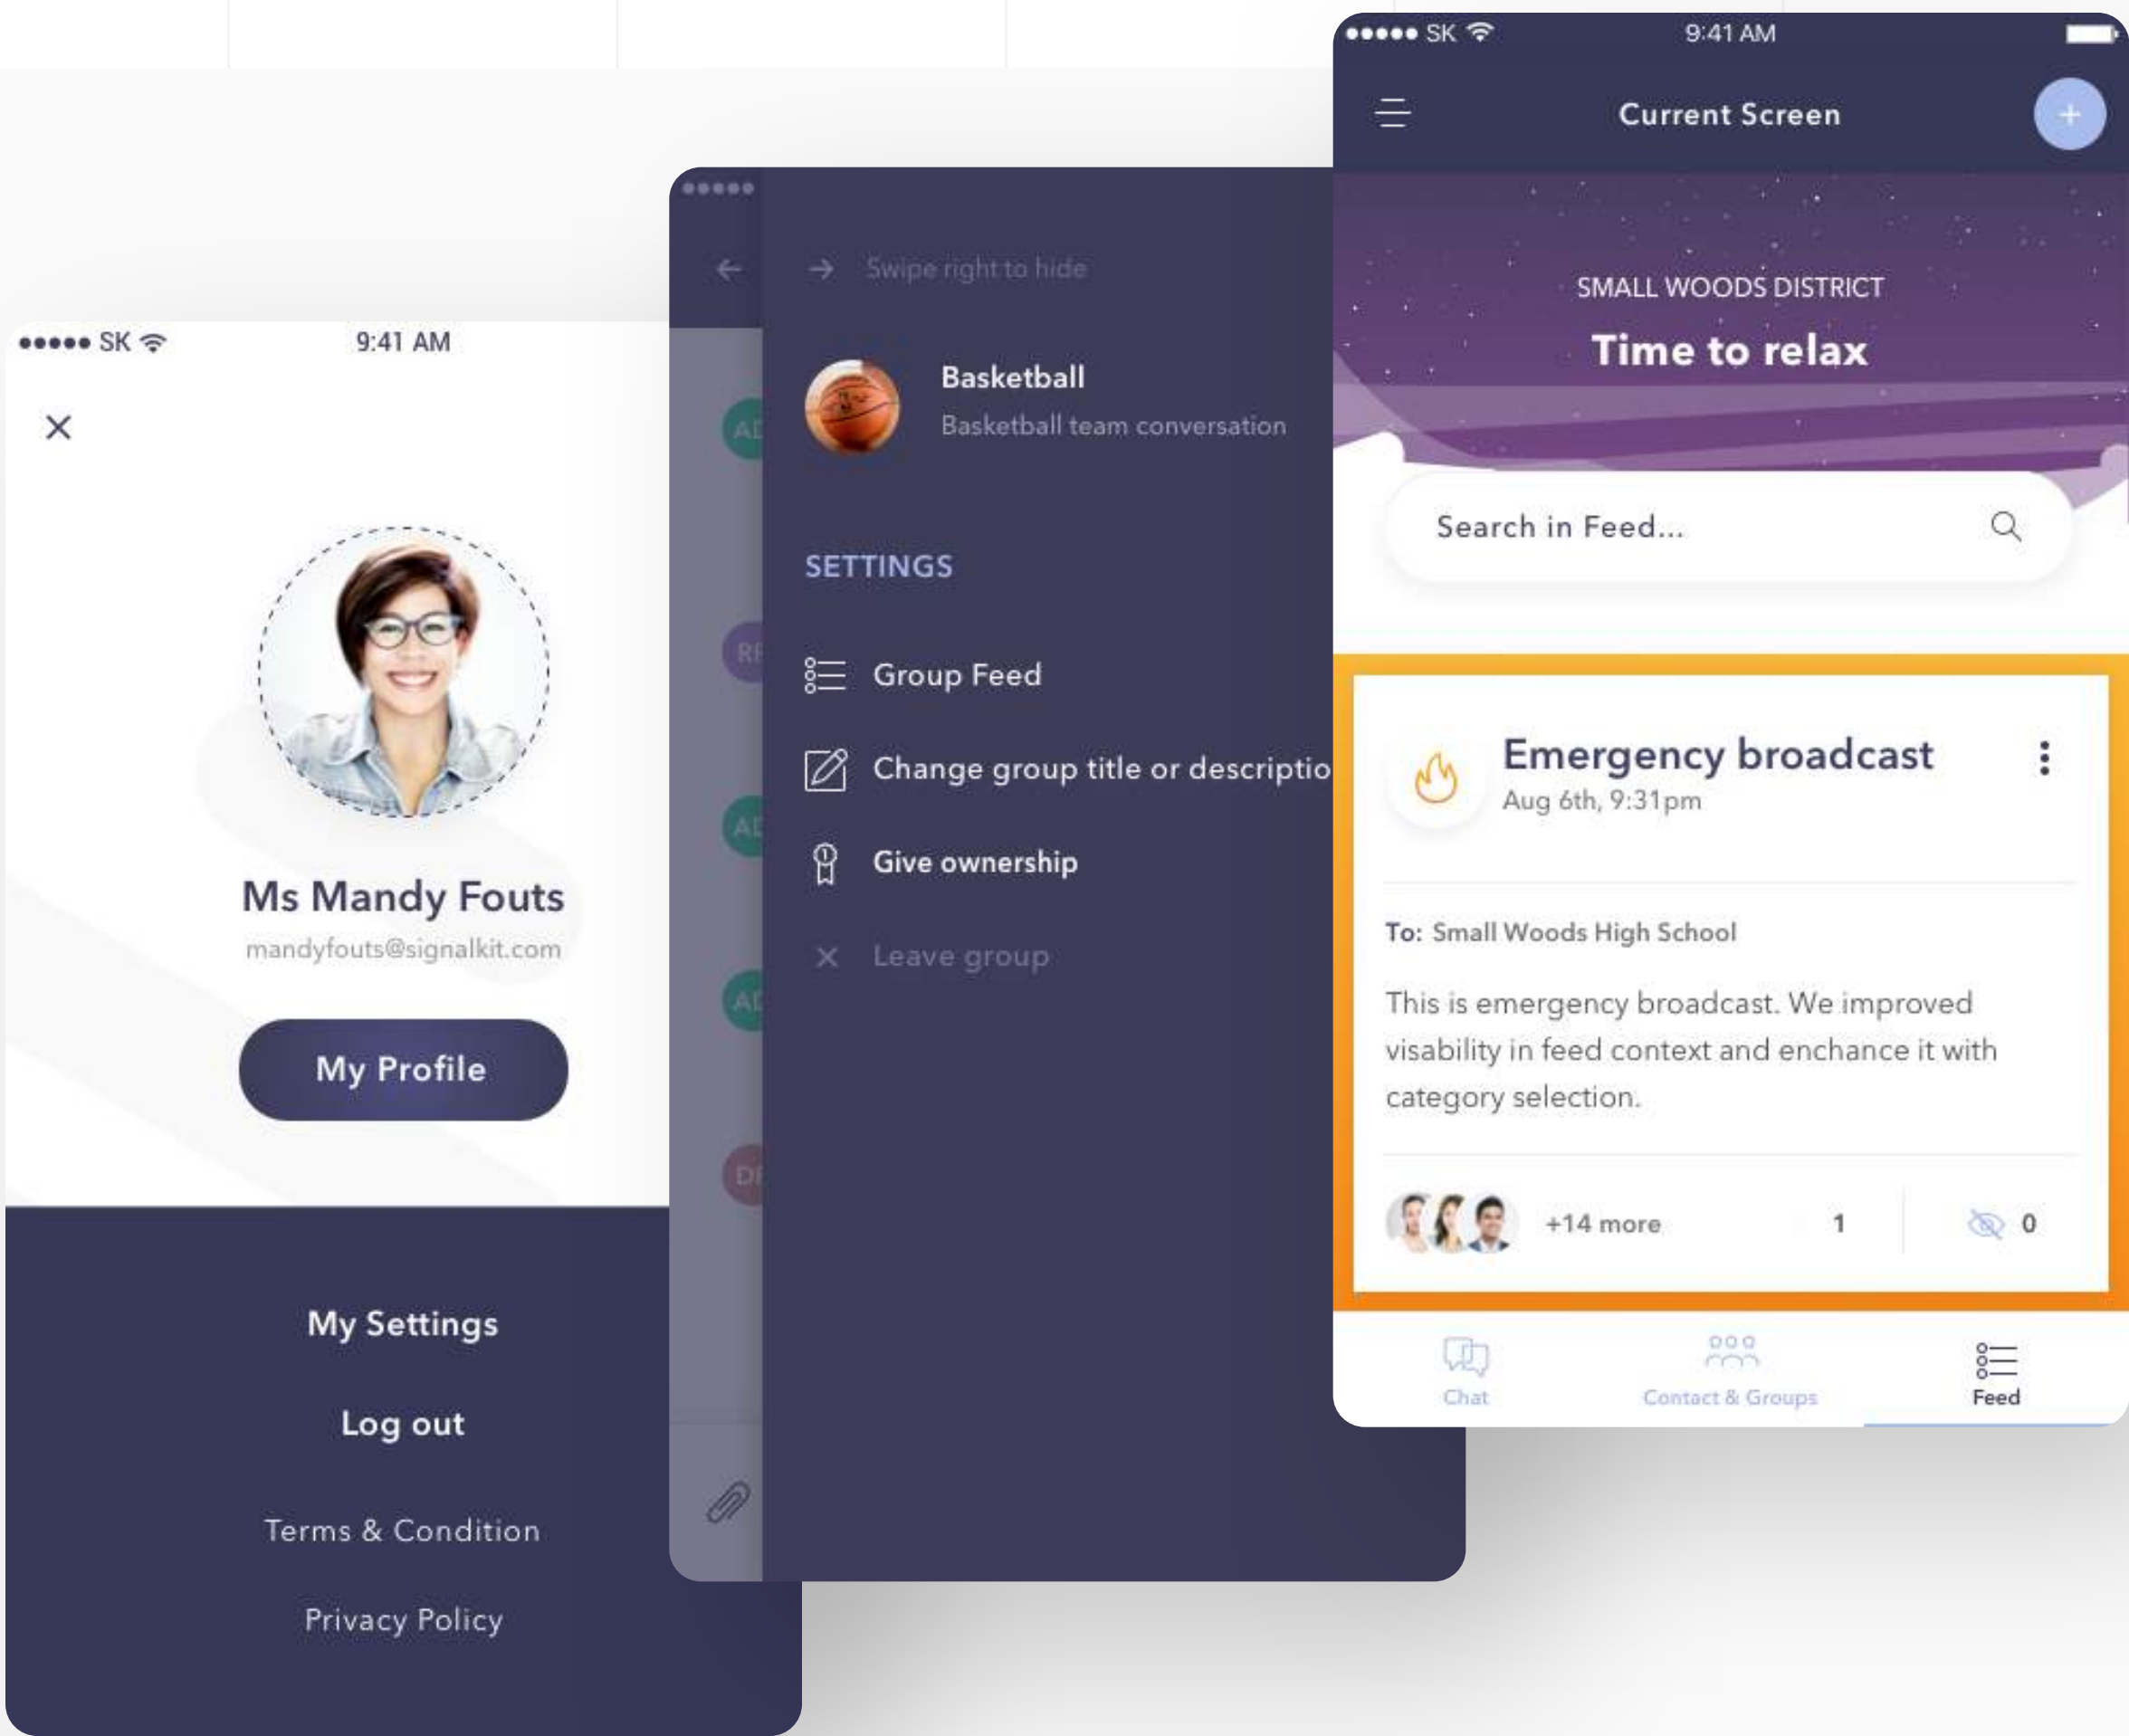 SK 9:41 AM
Ms Mandy Fouts
mandyfouts@signalkit.com
My Profile
My Settings
Log out
Terms & Condition
Privacy Policy
Swipe right to hide
Basketball
Basketball team conversation
SETTINGS
Group Feed
Change group title or descriptio
Give ownership
Leave group
AD
RF
AD
AD
SK 9:41 AM
Current Screen
SMALL WOODS DISTRICT
Time to relax
Search in Feed...
Emergency broadcast
Aug 6th, 9:31pm
To: Small Woods High School
This is emergency broadcast. We improved
visability in feed context and enchance it with
category selection.
+14 more 1 0
Chat Contact & Groups Feed